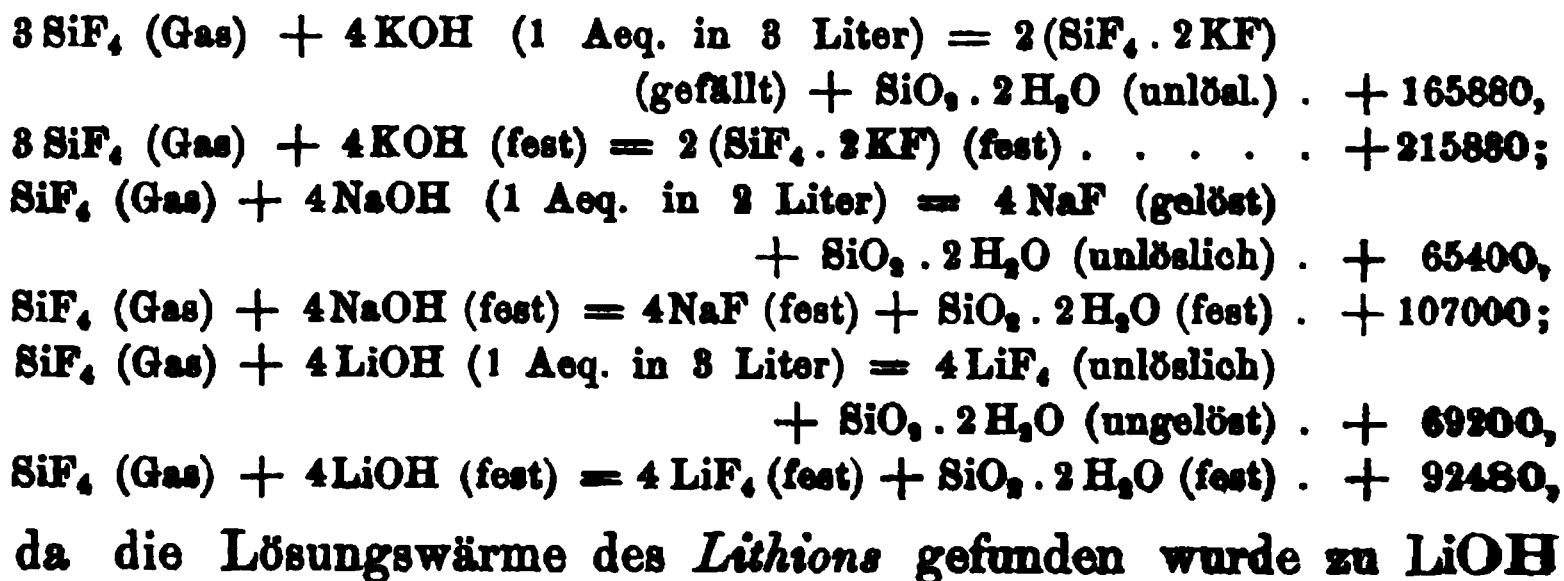 3 SiF₄ (Gas) + 4 KOH (1 Aeq. in 3 Liter) = 2 (SiF₄ . 2 KF)
(gefällt) + SiO₂ . 2 H₂O (unlösl.) . + 165880,
3 SiF₄ (Gas) + 4 KOH (fest) = 2 (SiF₄ . 2 KF) (fest) . . . . . +215880;
SiF₄ (Gas) + 4 NaOH (1 Aeq. in 2 Liter) = 4 NaF (gelöst)
+ SiO₂ . 2 H₂O (unlöslich) . + 65400,
SiF₄ (Gas) + 4 NaOH (fest) = 4 NaF (fest) + SiO₂ . 2 H₂O (fest) . + 107000;
SiF₄ (Gas) + 4 LiOH (1 Aeq. in 3 Liter) = 4 LiF₄ (unlöslich)
+ SiO₂ . 2 H₂O (ungelöst) . + 69200,
SiF₄ (Gas) + 4 LiOH (fest) = 4 LiF₄ (fest) + SiO₂ . 2 H₂O (fest) . + 92480,
da die Lösungswärme des Lithions gefunden wurde zu LiOH